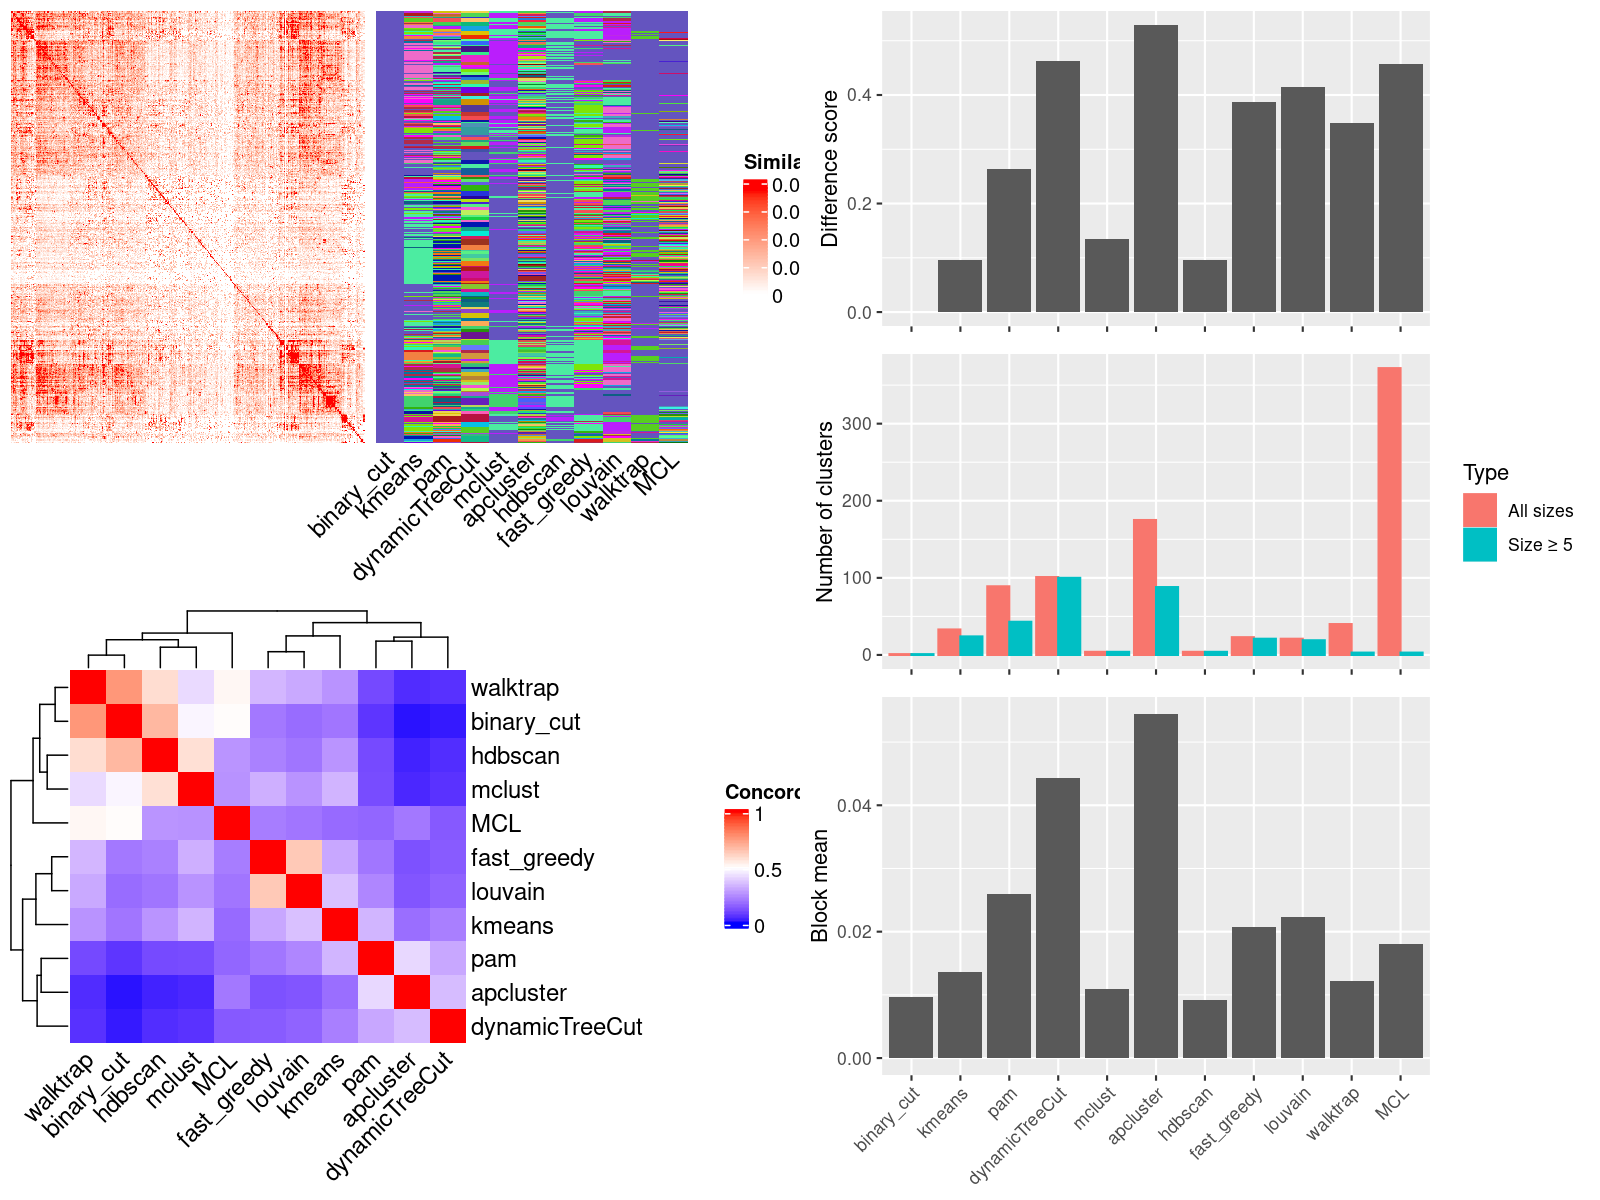 Simila
0.0
0.0
0.0
0.0
0
binary_cut
kmeans
pam
dynamicTreeCut
mclust
apcluster
hdbscan
fast_greedy
louvain
walktrap
MCL
walktrap
binary_cut
hdbscan
mclust
MCL
fast_greedy
louvain
kmeans
pam
apcluster
dynamicTreeCut
walktrap
binary_cut
hdbscan
mclust
MCL
fast_greedy
louvain
kmeans
pam
apcluster
dynamicTreeCut
Concord
1
0.5
0
Difference score
0.4
0.2
0.0
Number of clusters
300
200
100
0
Type
All sizes
Size ≥ 5
Block mean
0.04
0.02
0.00
binary_cut
kmeans
pam
dynamicTreeCut
mclust
apcluster
hdbscan
fast_greedy
louvain
walktrap
MCL